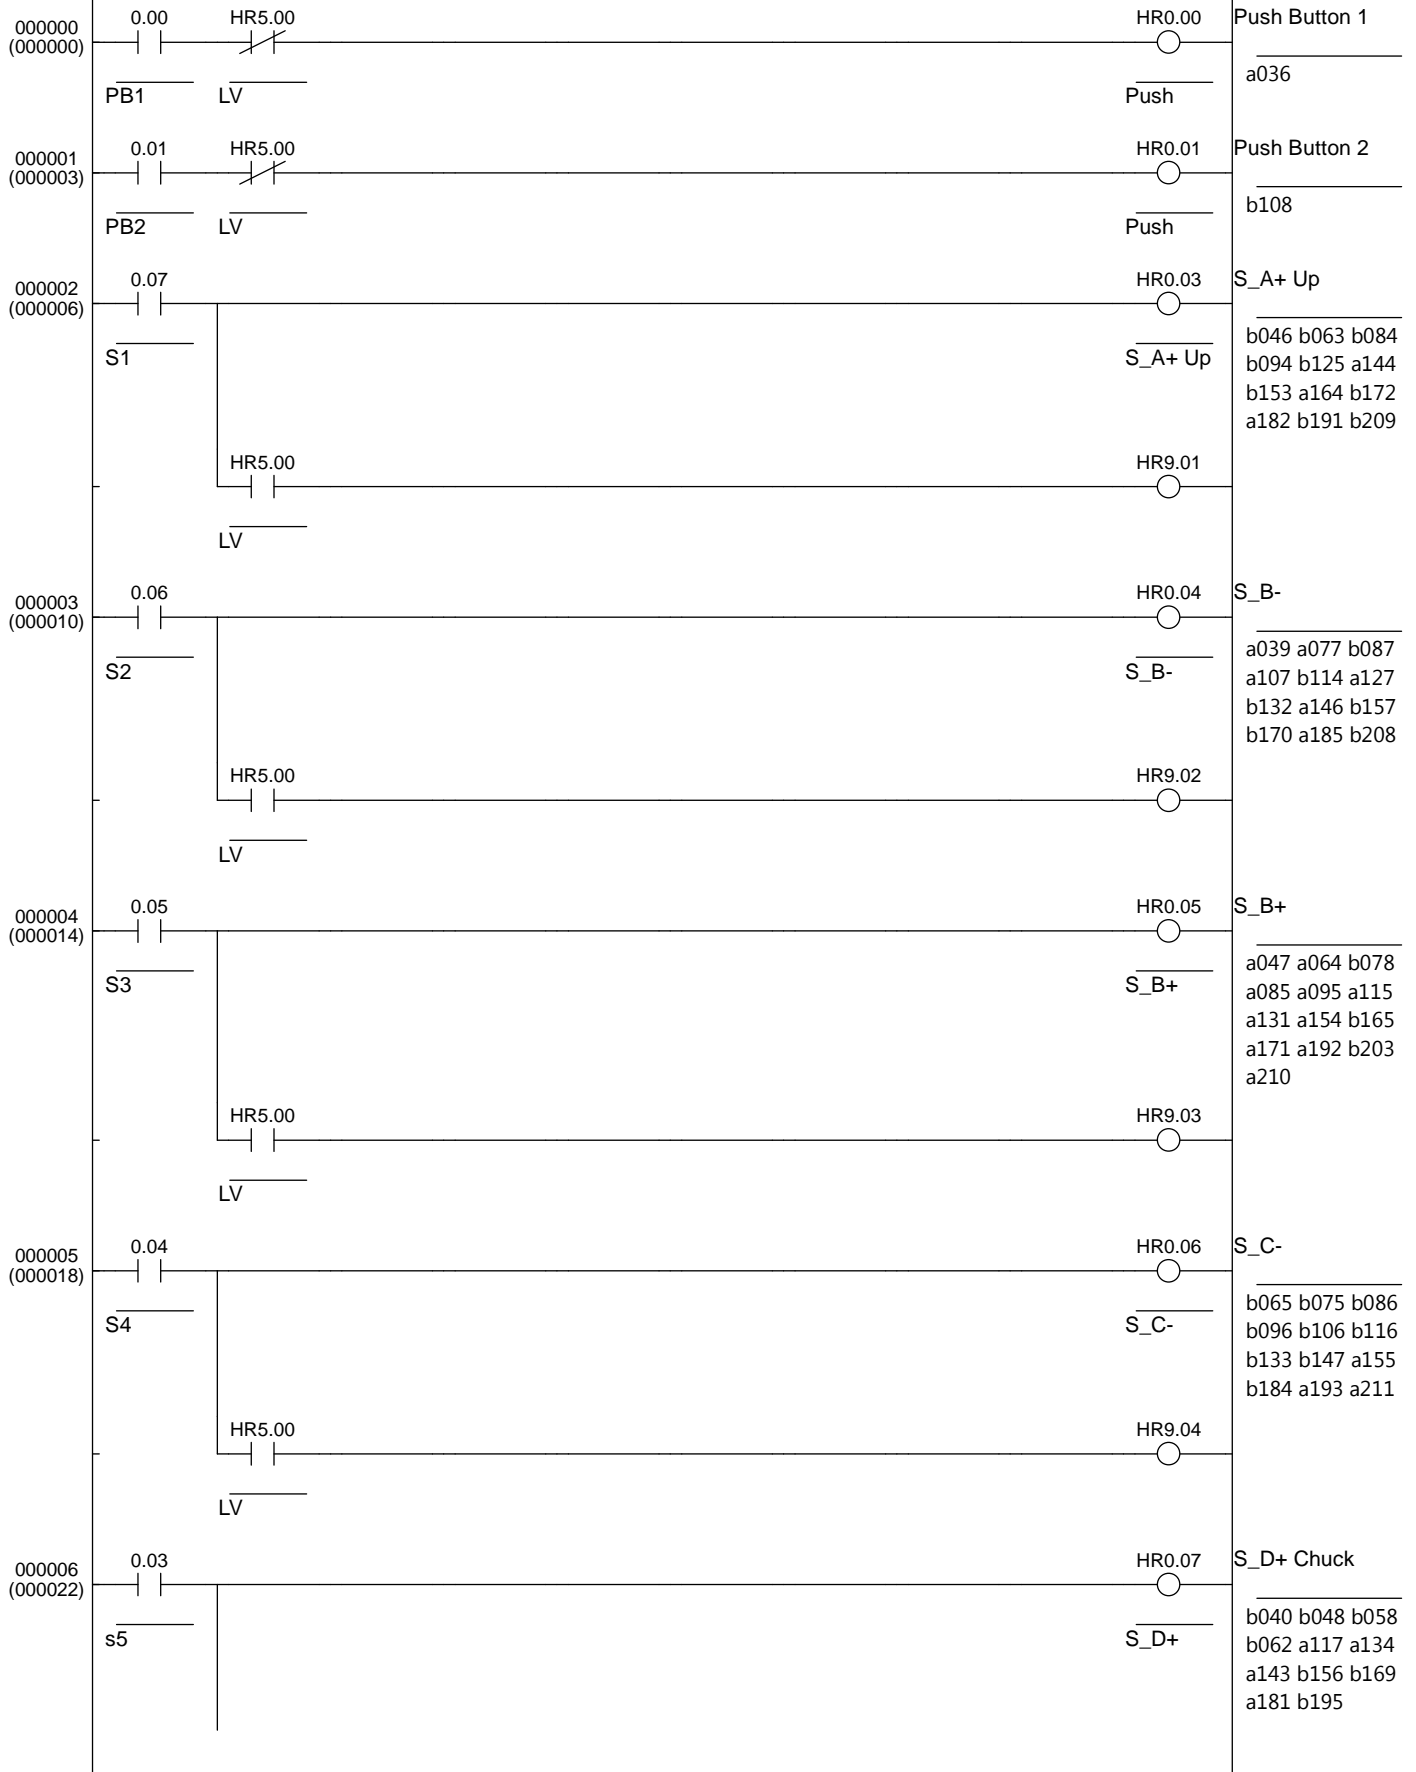 0.00 HR5.00 HR0.00 Push Button 1
000000
(000000)
a036
PB1 LV Push
0.01 HR5.00 HR0.01 Push Button 2
000001
(000003)
b108
PB2 LV Push
0.07 HR0.03 S_A+ Up
000002
(000006)
b046 b063 b084
S1 S_A+ Up
b094 b125 a144
b153 a164 b172
a182 b191 b209
HR5.00 HR9.01
LV
0.06 HR0.04 S_B-
000003
(000010)
a039 a077 b087
S2 S_B-
a107 b114 a127
b132 a146 b157
b170 a185 b208
HR5.00 HR9.02
LV
0.05 HR0.05 S_B+
000004
(000014)
a047 a064 b078
S3 S_B+
a085 a095 a115
a131 a154 b165
a171 a192 b203
a210
HR5.00 HR9.03
LV
0.04 HR0.06 S_C-
000005
(000018)
b065 b075 b086
S4 S_C-
b096 b106 b116
b133 b147 a155
b184 a193 a211
HR5.00 HR9.04
LV
0.03 HR0.07 S_D+ Chuck
000006
(000022)
b040 b048 b058
s5 S_D+
b062 a117 a134
a143 b156 b169
a181 b195